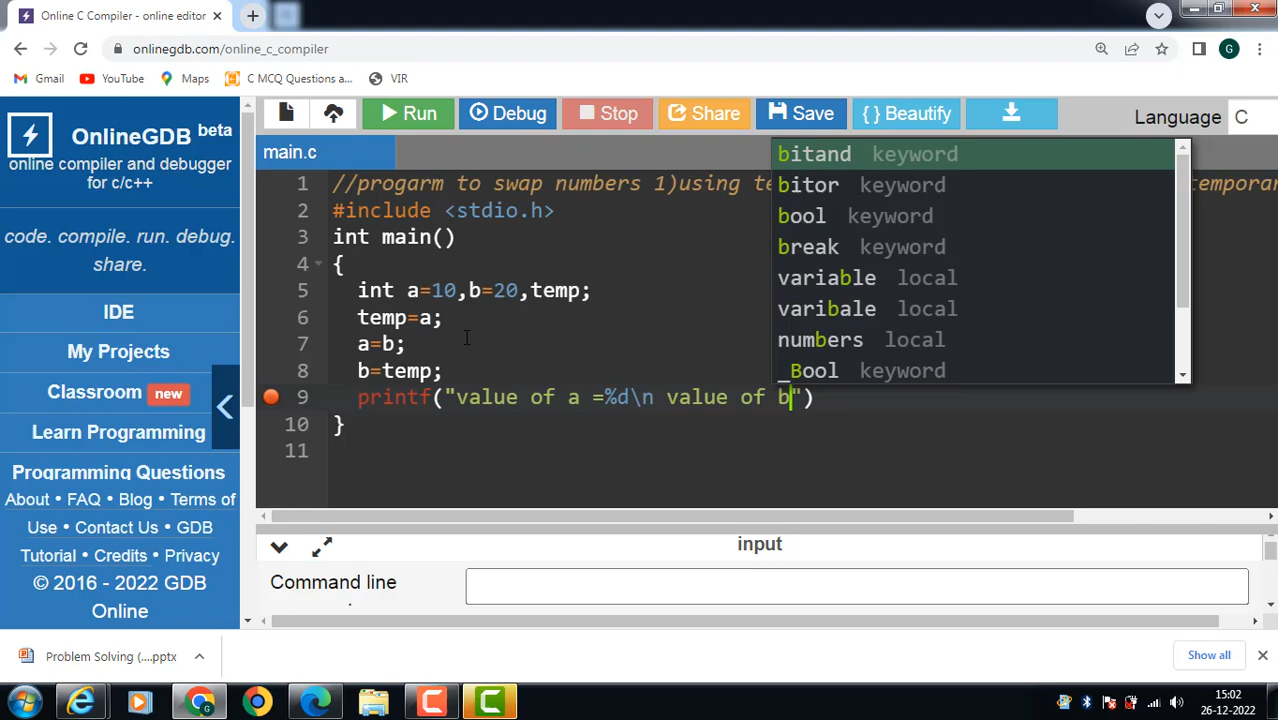 Online C Compiler - online editor
onlinegdb.com/online_c_compiler
G
Gmail YouTube Maps C MCQ Questions a... VIR
OnlineGDB beta
online compiler and debugger
for c/c++
code. compile. run. debug.
share.
IDE
My Projects
Classroom new
Learn Programming
Programming Questions
About • FAQ • Blog • Terms of
Use • Contact Us • GDB
Tutorial • Credits • Privacy
© 2016 - 2022 GDB
Online
Run Debug Stop Share Save { } Beautify Language C
main.c
1 //progarm to swap numbers 1)using te
temporar
2 #include <stdio.h>
3 int main()
4 {
5 int a=10,b=20,temp;
6 temp=a;
7 a=b;
8 b=temp;
9 printf("value of a =%d\n value of b")
10 }
11
bitand keyword
bitor keyword
bool keyword
break keyword
variable local
varibale local
numbers local
_Bool keyword
input
Command line
Problem Solving (....pptx
Show all
15:02
26-12-2022